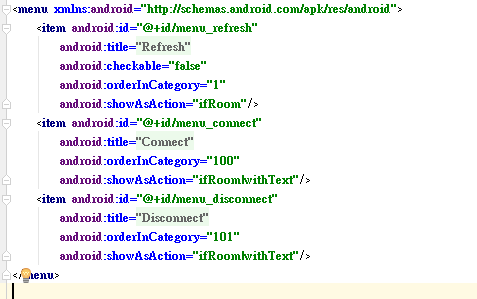 <menu xmlns:android="http://schemas.android.com/apk/res/android">
<item android:id="@+id/menu_refresh"
android:title="Refresh"
android:checkable="false"
android:orderInCategory="1"
android:showAsAction="ifRoom"/>
<item android:id="@+id/menu_connect"
android:title="Connect"
android:orderInCategory="100"
android:showAsAction="ifRoom|withText"/>
<item android:id="@+id/menu_disconnect"
android:title="Disconnect"
android:orderInCategory="101"
android:showAsAction="ifRoom|withText"/>
</menu>